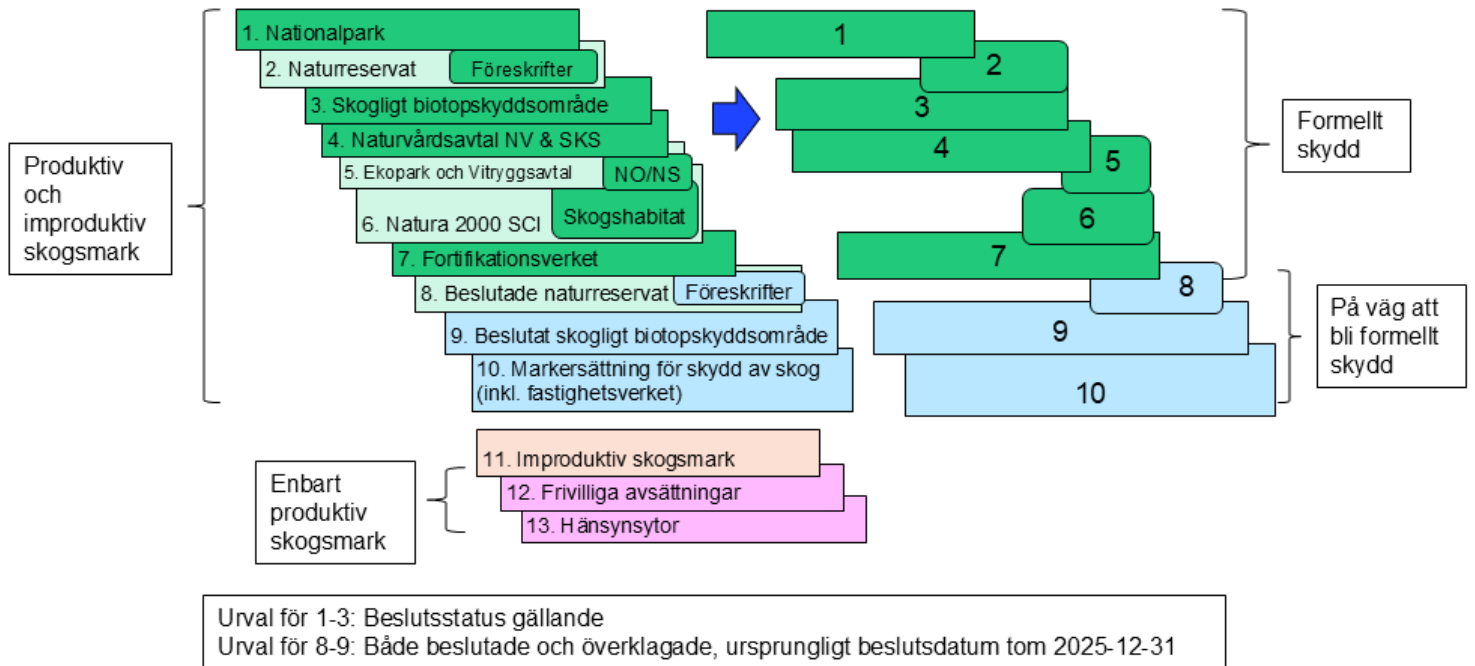 1. Nationalpark
2. Naturreservat
Föreskrifter
3. Skogligt biotopskyddsområde
4. Naturvårdsavtal NV & SKS
5. Ekopark och Vitryggsavtal
NO/NS
6. Natura 2000 SCI
Skogshabitat
7. Fortifikationsverket
8. Beslutade naturreservat
Föreskrifter
9. Beslutat skogligt biotopskyddsområde
10. Markersättning för skydd av skog
(inkl. fastighetsverket)
Produktiv
och
improduktiv
skogsmark
1
2
3
4
5
6
7
8
9
10
Formellt
skydd
På väg att
bli formellt
skydd
11. Improduktiv skogsmark
12. Frivilliga avsättningar
13. Hänsynsytor
Enbart
produktiv
skogsmark
Urval för 1-3: Beslutsstatus gällande
Urval för 8-9: Både beslutade och överklagade, ursprungligt beslutsdatum tom 2025-12-31